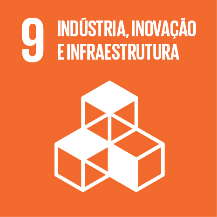 9 INDÚSTRIA, INOVAÇÃO
E INFRAESTRUTURA